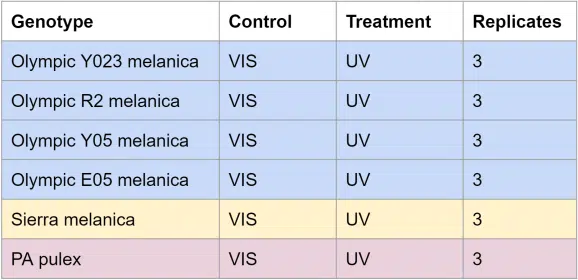 Genotype Control Treatment Replicates
Olympic Y023 melanica VIS UV 3
Olympic R2 melanica VIS UV 3
Olympic Y05 melanica VIS UV 3
Olympic E05 melanica VIS UV 3
Sierra melanica VIS UV 3
PA pulex VIS UV 3